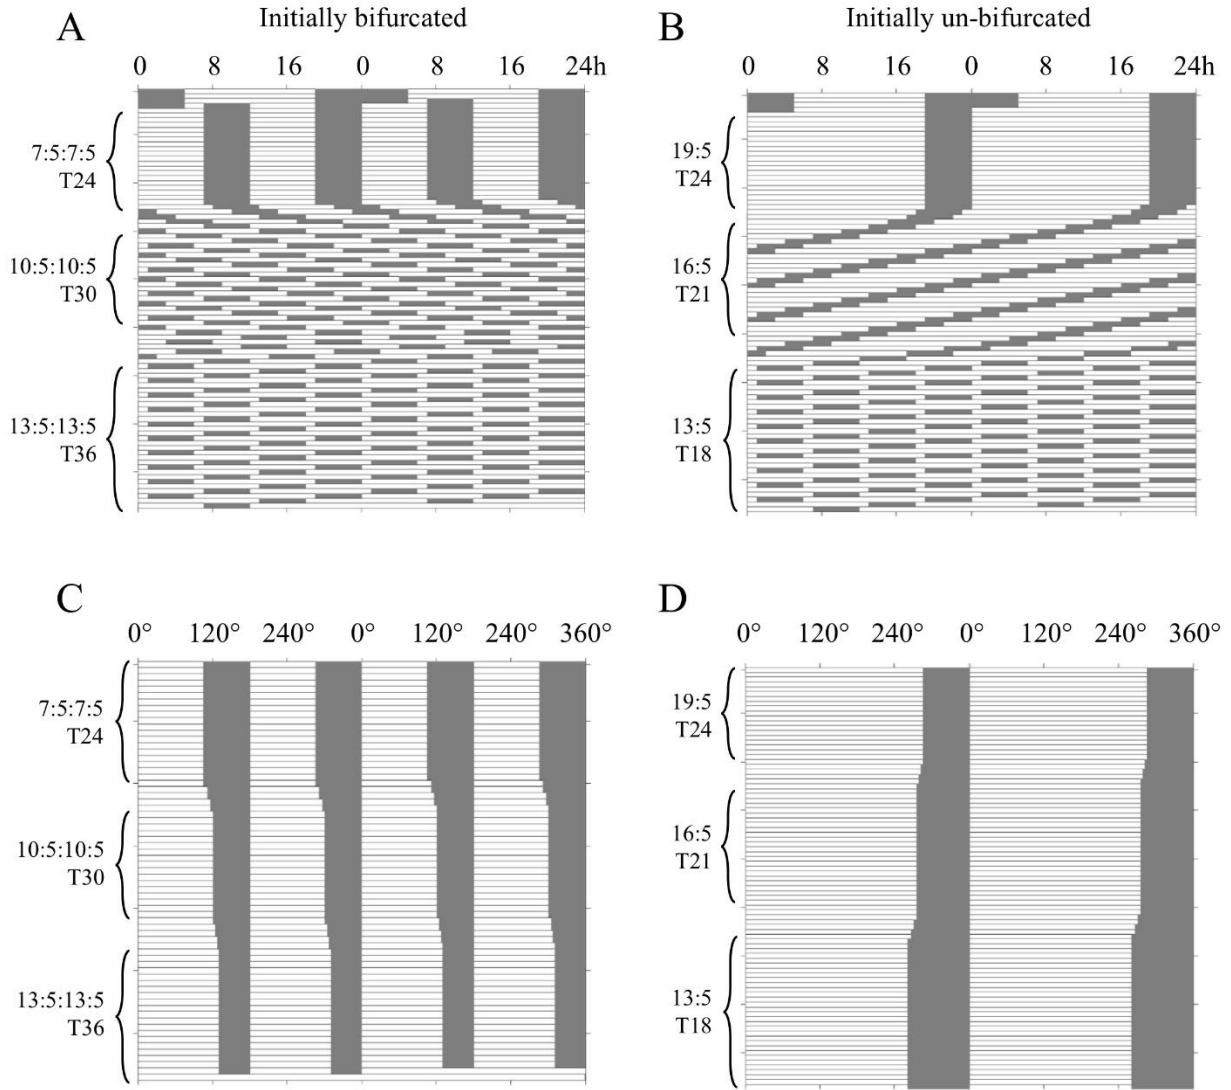 Initially bifurcated
Initially un-bifurcated
A
B
0 8 16 0 8 16 24h
0 8 16 0 8 16 24h
7:5:7:5
T24
10:5:10:5
T30
13:5:13:5
T36
19:5
T24
16:5
T21
13:5
T18
C
D
0° 120° 240° 0° 120° 240° 360°
0° 120° 240° 0° 120° 240° 360°
7:5:7:5
T24
10:5:10:5
T30
13:5:13:5
T36
19:5
T24
16:5
T21
13:5
T18